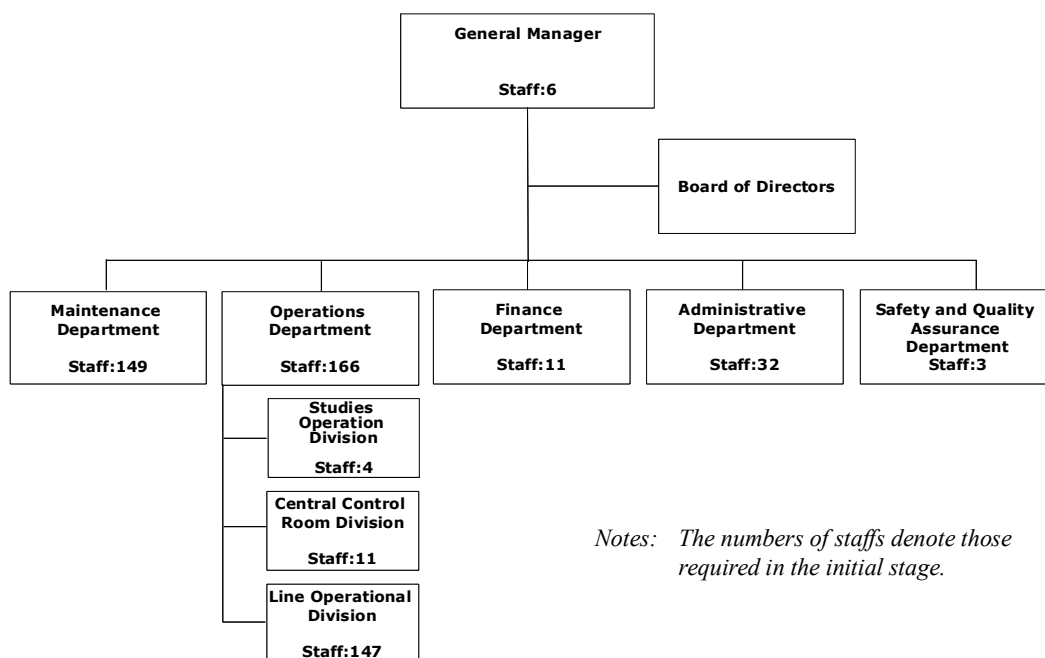 General Manager
Staff:6
Board of Directors
Maintenance
Department
Staff:149
Operations
Department
Staff:166
Finance
Department
Staff:11
Administrative
Department
Staff:32
Safety and Quality
Assurance
Department
Staff:3
Studies
Operation
Division
Staff:4
Central Control
Room Division
Staff:11
Line Operational
Division
Staff:147
Notes: The numbers of staffs denote those
required in the initial stage.